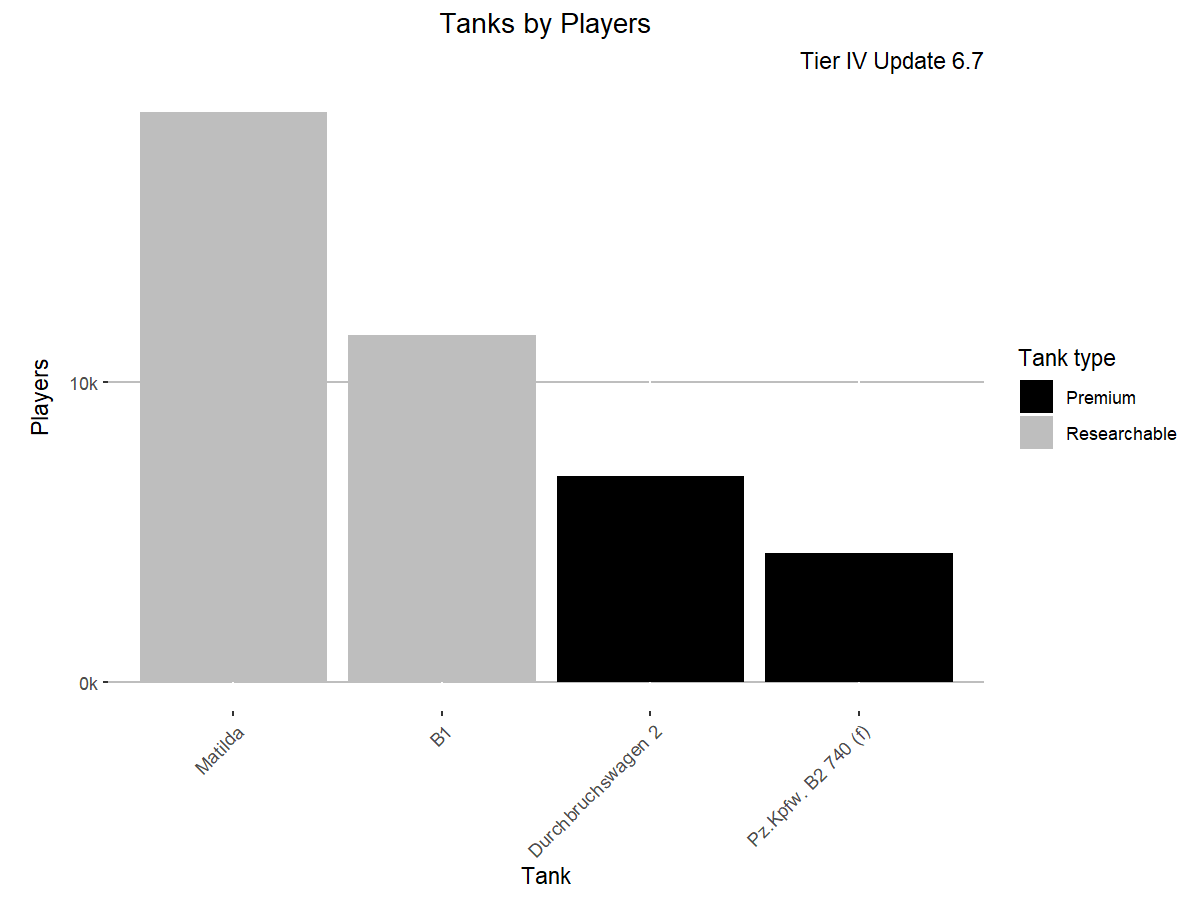 Tanks by Players
Tier IV Update 6.7
Players
10k
0k
Matilda
B1
Durchbruchswagen 2
Pz.Kpfw. B2 740 (f)
Tank
Tank type
Premium
Researchable